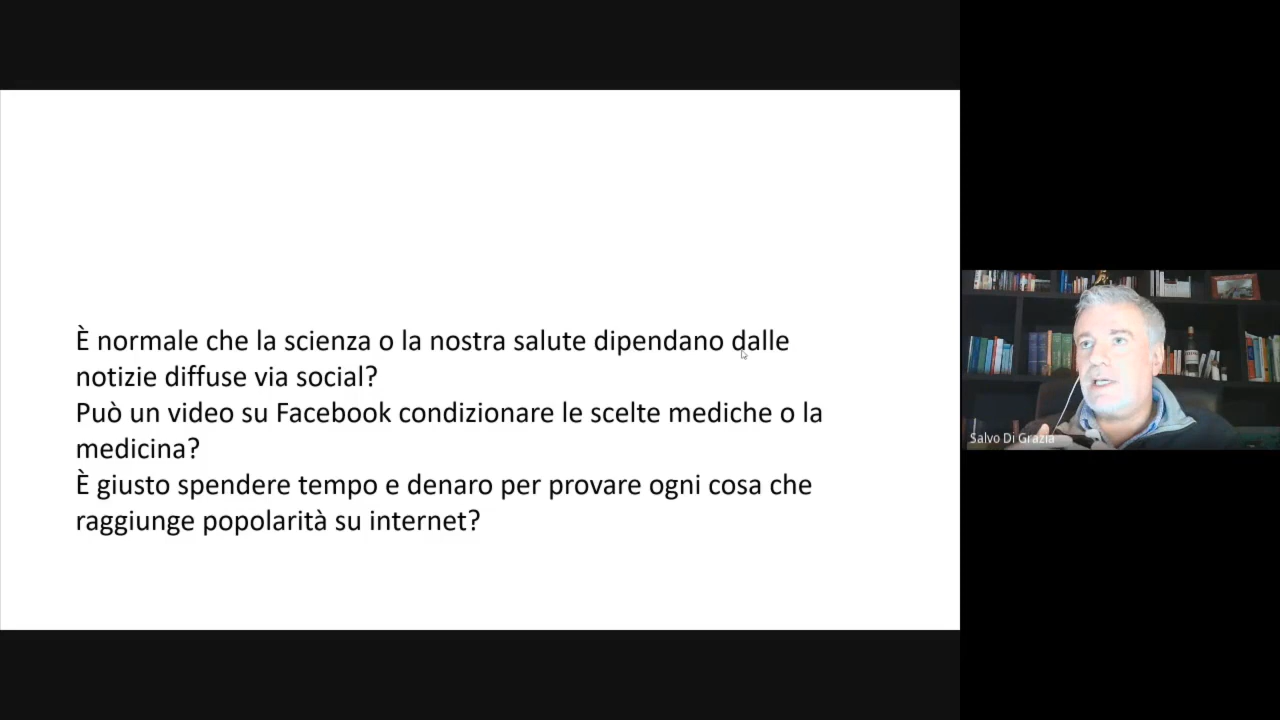 È normale che la scienza o la nostra salute dipendano dalle
notizie diffuse via social?
Può un video su Facebook condizionare le scelte mediche o la
medicina?
È giusto spendere tempo e denaro per provare ogni cosa che
raggiunge popolarità su internet?
Salvo Di Grazia